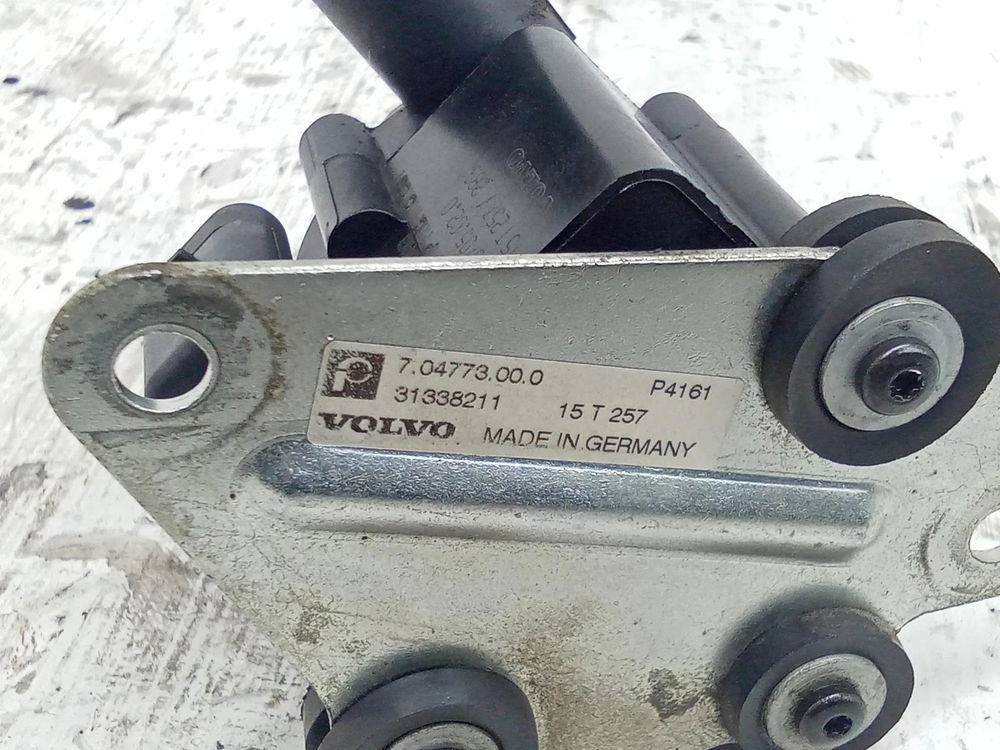 7.04773.00.0 P4161
31338211 15 T 257
VOLVO MADE IN GERMANY